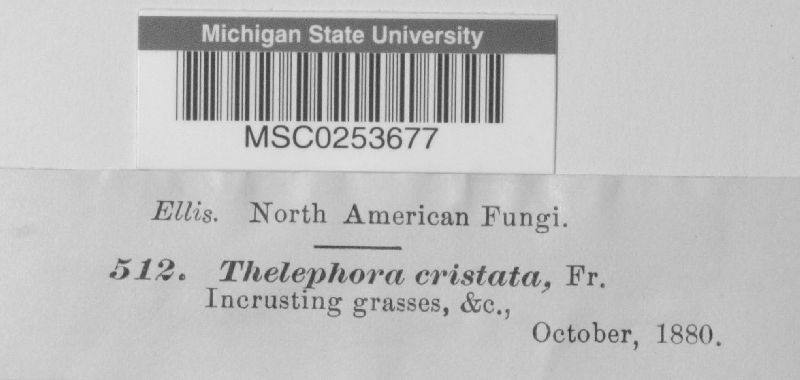 Michigan State University
MSC0253677
Ellis. North American Fungi.
512. Thelephora cristata, Fr.
Incrusting grasses, &c.,
October, 1880.